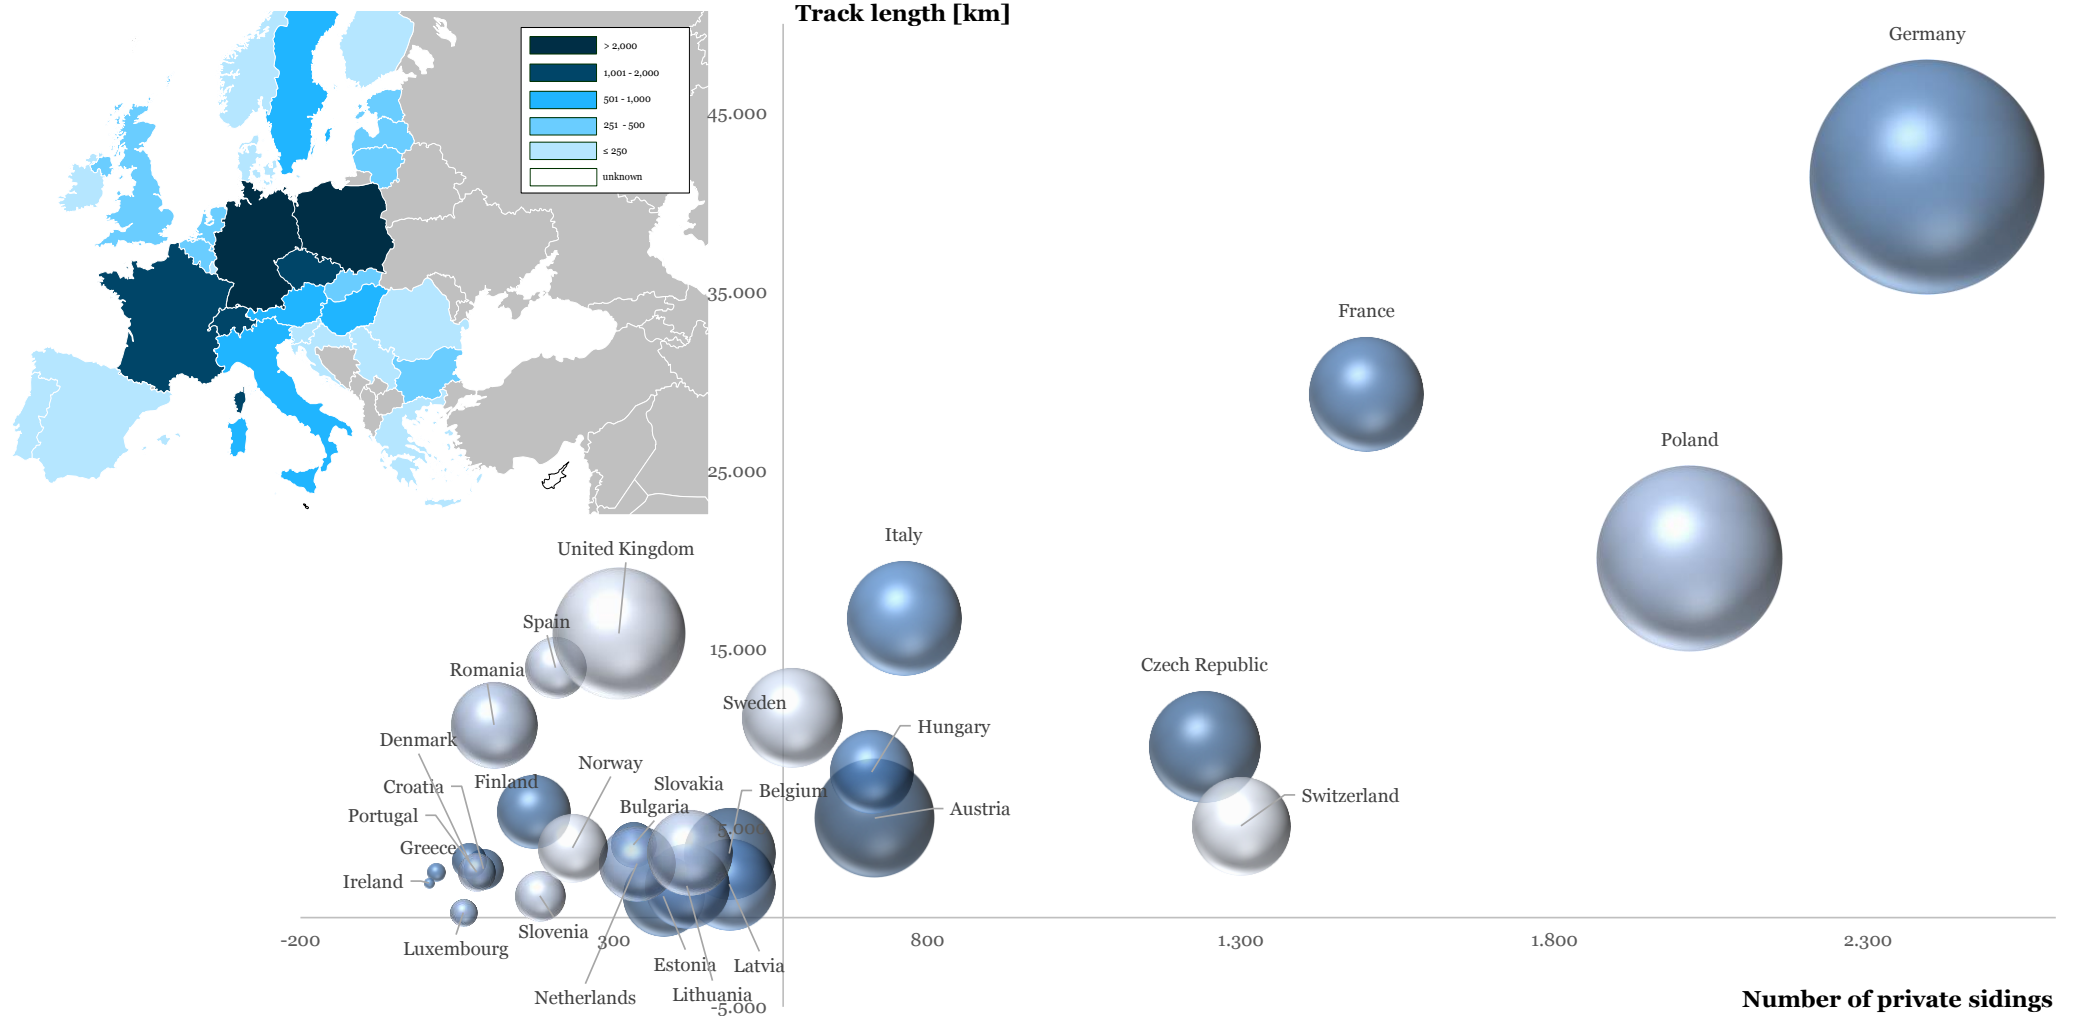 Track length [km]
> 2,000
1,001 - 2,000
501 - 1,000
251 - 500
≤ 250
unknown
Germany
45.000
35.000
France
Poland
25.000
Italy
United Kingdom
Spain
15.000
Czech Republic
Romania
Sweden
Hungary
Denmark
Norway
Finland
Slovakia
Croatia
Belgium
Switzerland
Bulgaria
Austria
Portugal
5.000
Greece
Ireland
Slovenia
-200
300
800
1.300
1.800
2.300
Luxembourg
Estonia
Latvia
Netherlands
Lithuania
-5.000
Number of private sidings